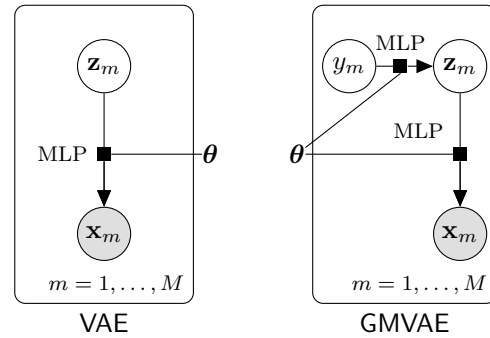 z_m
MLP
θ
x_m
m = 1, . . . , M
VAE
y_m
MLP
z_m
MLP
x_m
m = 1, . . . , M
GMVAE